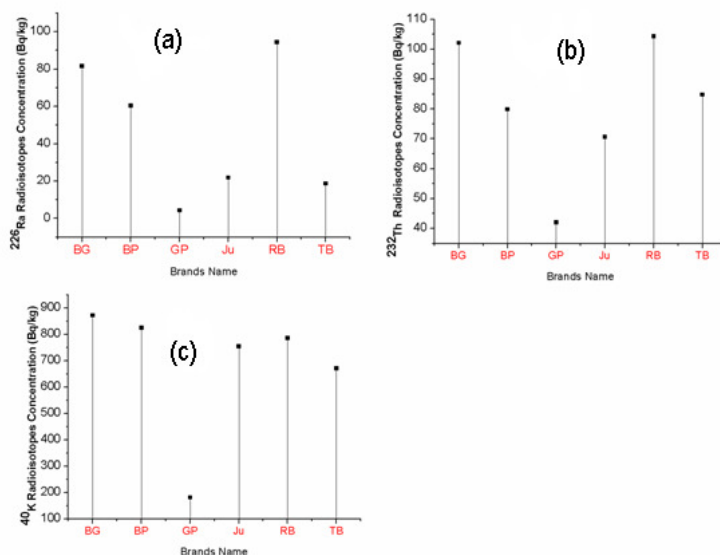 (a)
²²⁶Ra Radioisotopes Concentration (Bq/kg)
100
80
60
40
20
0
BG BP GP Ju RB TB
Brands Name
(b)
²³²Th Radioisotopes Concentration (Bq/kg)
110
100
90
80
70
60
50
40
BG BP GP Ju RB TB
Brands Name
(c)
⁴⁰K Radioisotopes Concentration (Bq/kg)
900
800
700
600
500
400
300
200
100
BG BP GP Ju RB TB
Brands Name